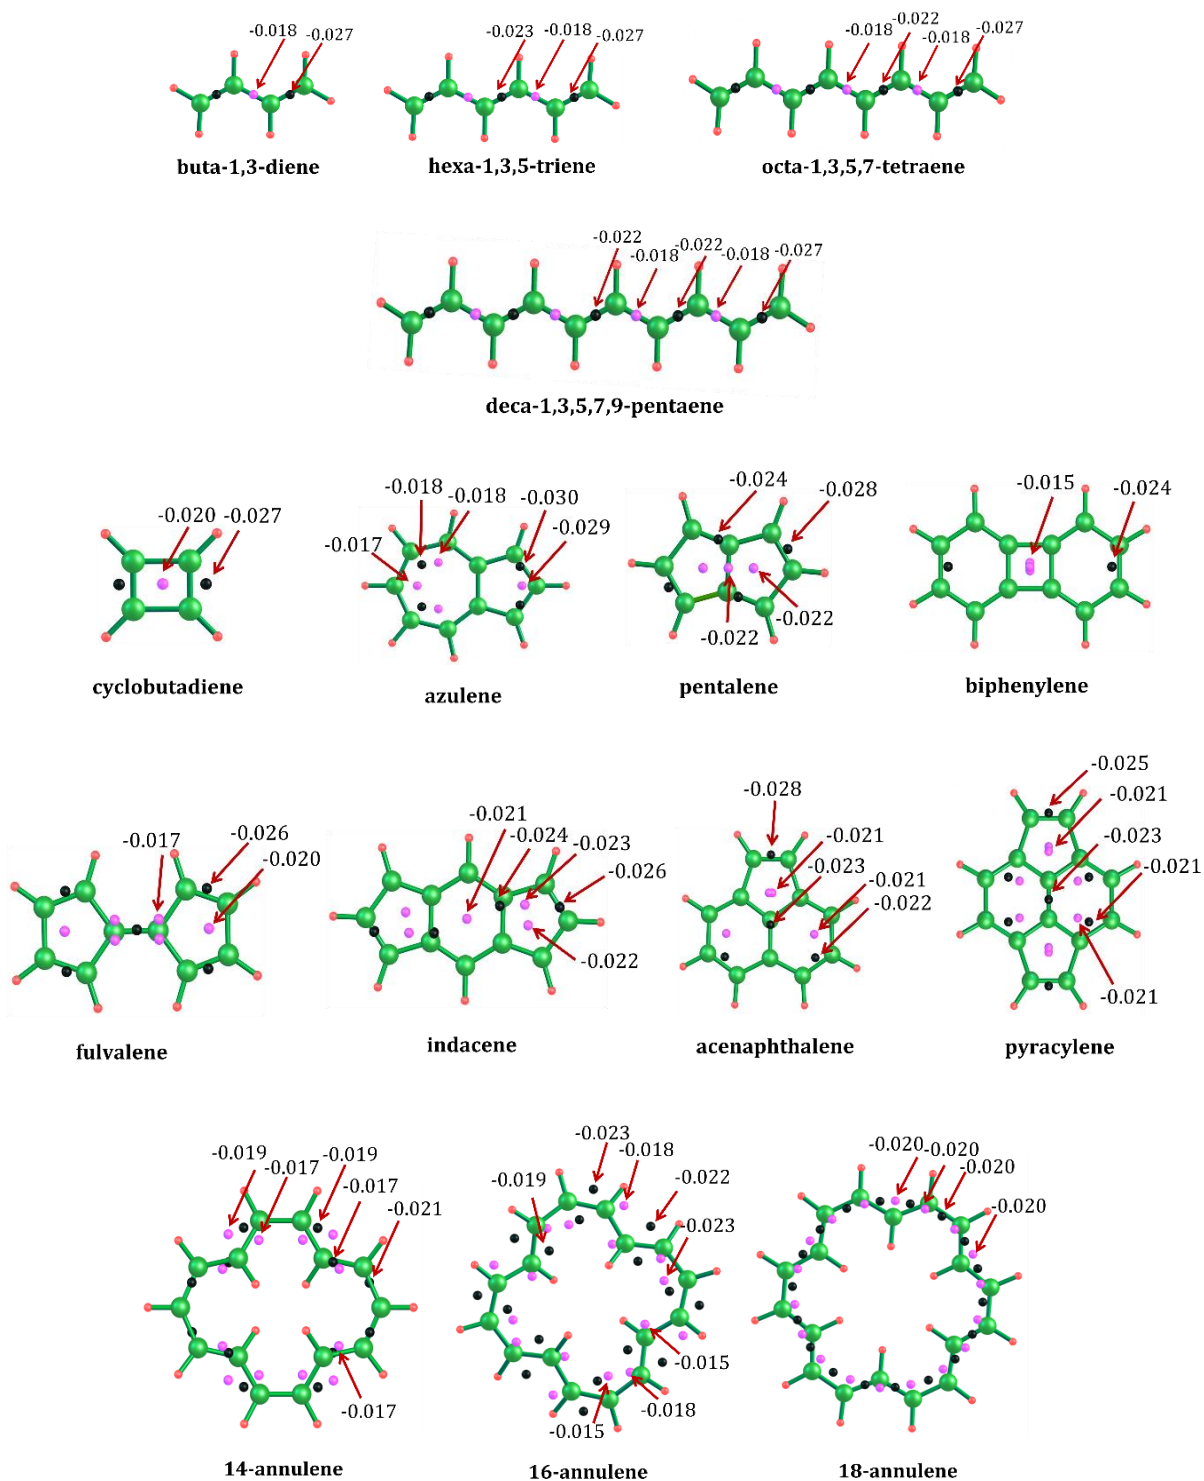 -0.018 -0.027
-0.023 -0.018 -0.027
-0.018 -0.022 -0.018 -0.027
buta-1,3-diene
hexa-1,3,5-triene
octa-1,3,5,7-tetraene
-0.022 -0.018 -0.022 -0.018 -0.027
deca-1,3,5,7,9-pentaene
-0.020 -0.027
cyclobutadiene
-0.017 -0.018 -0.018 -0.030
-0.029
azulene
-0.024 -0.028
-0.022 -0.022
pentalene
-0.015 -0.024
biphenylene
-0.017 -0.026
-0.020
fulvalene
-0.021
-0.024 -0.023
-0.026
-0.022
indacene
-0.028
-0.021
-0.023
-0.021
-0.022
acenaphthalene
-0.025
-0.021
-0.023
-0.021
-0.021
pyracylene
-0.019 -0.017 -0.019
-0.017
-0.021
-0.017
14-annulene
-0.023
-0.019 -0.018
-0.022
-0.023
-0.015
-0.018
-0.015
16-annulene
-0.020 -0.020
-0.020
-0.020
18-annulene